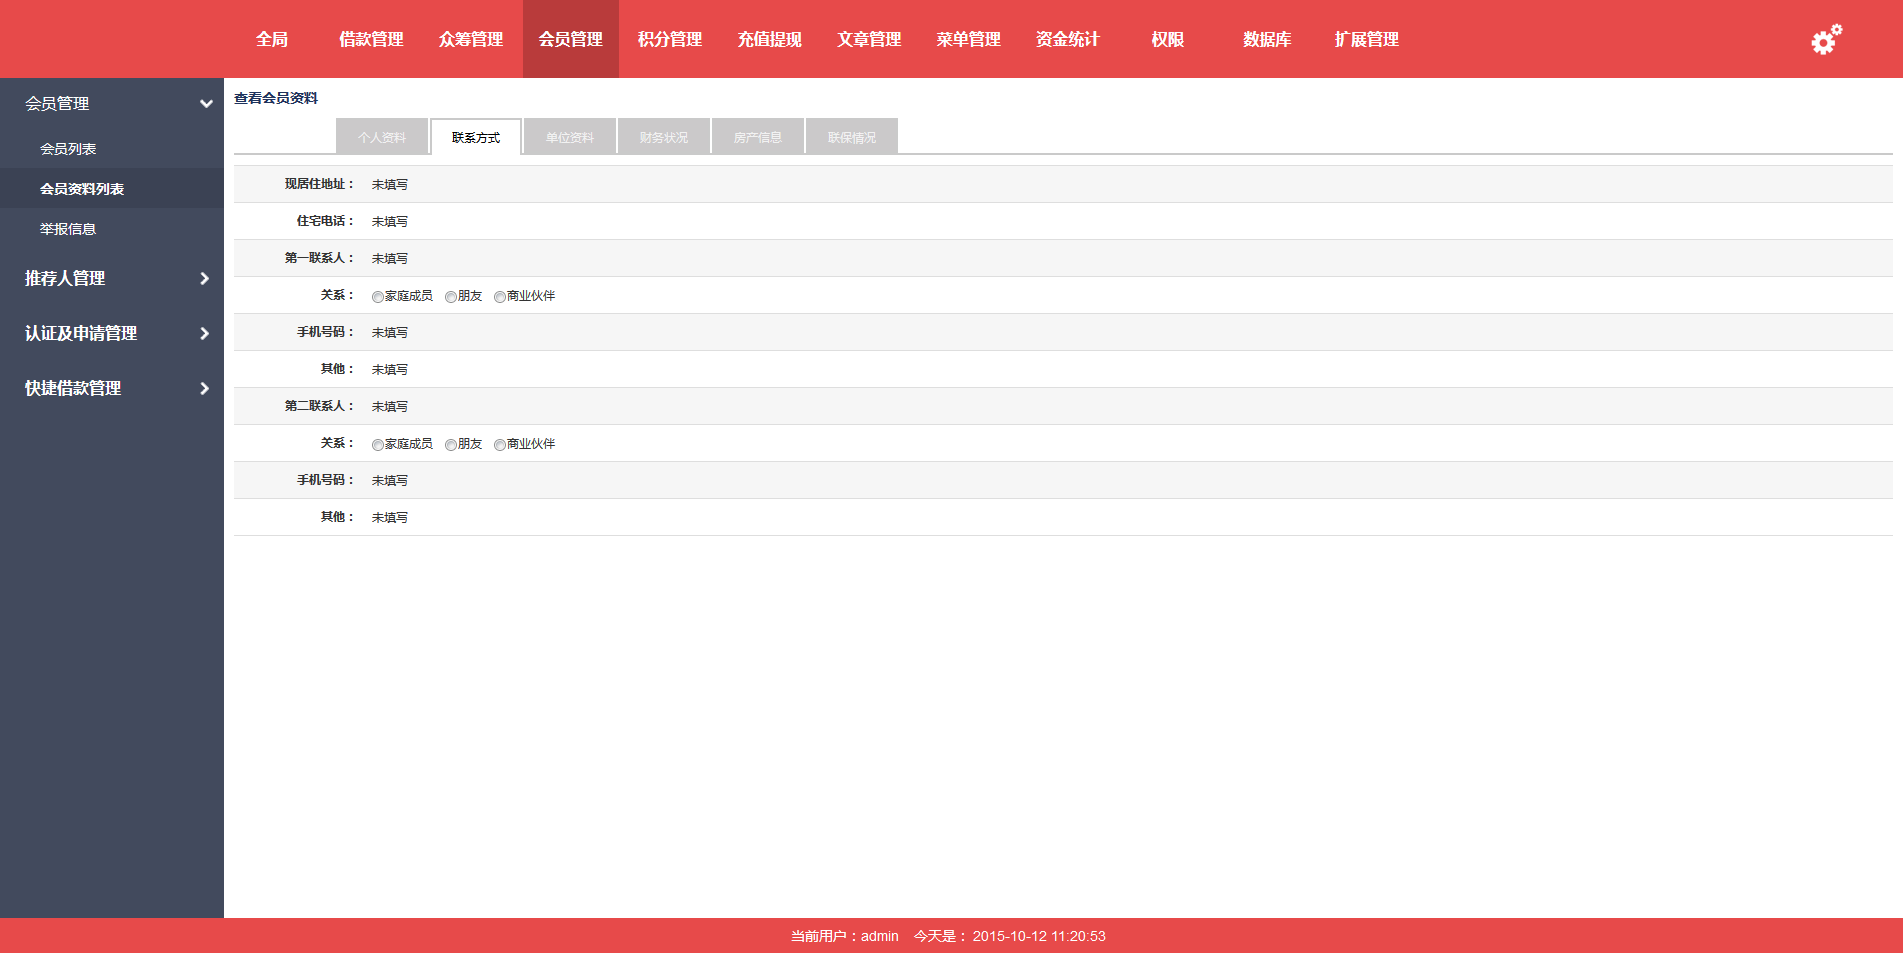 全局 借款管理 众筹管理 会员管理 积分管理 充值提现 文章管理 菜单管理 资金统计 权限 数据库 扩展管理
会员管理
会员列表
会员资料列表
举报信息
推荐人管理
认证及申请管理
快捷借款管理
查看会员资料
个人资料 联系方式 单位资料 财务状况 房产信息 联保情况
现居住地址： 未填写
住宅电话： 未填写
第一联系人： 未填写
关系： 家庭成员 朋友 商业伙伴
手机号码： 未填写
其他： 未填写
第二联系人： 未填写
关系： 家庭成员 朋友 商业伙伴
手机号码： 未填写
其他： 未填写
当前用户：admin 今天是： 2015-10-12 11:20:53